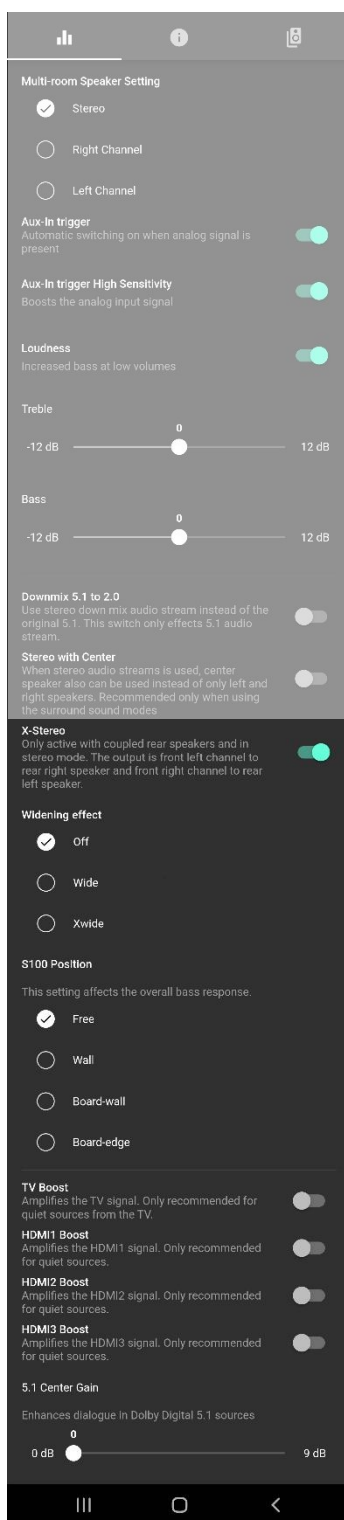 Multi-room Speaker Setting
Stereo
Right Channel
Left Channel
Aux-In trigger
Automatic switching on when analog signal is
present
Aux-In trigger High Sensitivity
Boosts the analog input signal
Loudness
Increased bass at low volumes
Treble
0
-12 dB 12 dB
Bass
0
-12 dB 12 dB
Downmix 5.1 to 2.0
Use stereo down mix audio stream instead of the
original 5.1. This switch only effects 5.1 audio
stream.
Stereo with Center
When stereo audio streams is used, center
speaker also can be used instead of only left and
right speakers. Recommended only when using
the surround sound modes
X-Stereo
Only active with coupled rear speakers and in
stereo mode. The output is front left channel to
rear right speaker and front right channel to rear
left speaker.
Widening effect
Off
Wide
Xwide
S100 Position
This setting affects the overall bass response.
Free
Wall
Board-wall
Board-edge
TV Boost
Amplifies the TV signal. Only recommended for
quiet sources from the TV.
HDMI1 Boost
Amplifies the HDMI1 signal. Only recommended
for quiet sources.
HDMI2 Boost
Amplifies the HDMI2 signal. Only recommended
for quiet sources.
HDMI3 Boost
Amplifies the HDMI3 signal. Only recommended
for quiet sources.
5.1 Center Gain
Enhances dialogue in Dolby Digital 5.1 sources
0
0 dB 9 dB